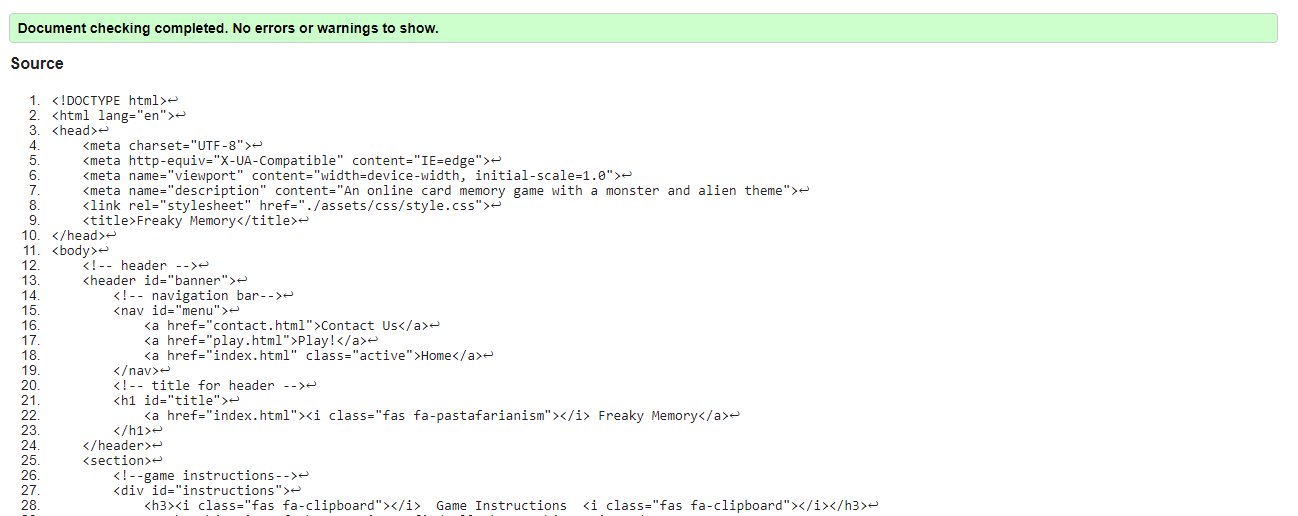 Document checking completed. No errors or warnings to show.
Source
1. <!DOCTYPE html>↩
2. <html lang="en">↩
3. <head>↩
4.     <meta charset="UTF-8">↩
5.     <meta http-equiv="X-UA-Compatible" content="IE=edge">↩
6.     <meta name="viewport" content="width=device-width, initial-scale=1.0">↩
7.     <meta name="description" content="An online card memory game with a monster and alien theme">↩
8.     <link rel="stylesheet" href="./assets/css/style.css">↩
9.     <title>Freaky Memory</title>↩
10. </head>↩
11. <body>↩
12.     <!-- header -->↩
13.     <header id="banner">↩
14.         <!-- navigation bar-->↩
15.         <nav id="menu">↩
16.             <a href="contact.html">Contact Us</a>↩
17.             <a href="play.html">Play!</a>↩
18.             <a href="index.html" class="active">Home</a>↩
19.         </nav>↩
20.         <!-- title for header -->↩
21.         <h1 id="title">↩
22.             <a href="index.html"><i class="fas fa-pastafarianism"></i> Freaky Memory</a>↩
23.         </h1>↩
24.     </header>↩
25.     <section>↩
26.         <!--game instructions-->↩
27.         <div id="instructions">↩
28.             <h3><i class="fas fa-clipboard"></i>  Game Instructions  <i class="fas fa-clipboard"></i></h3>↩